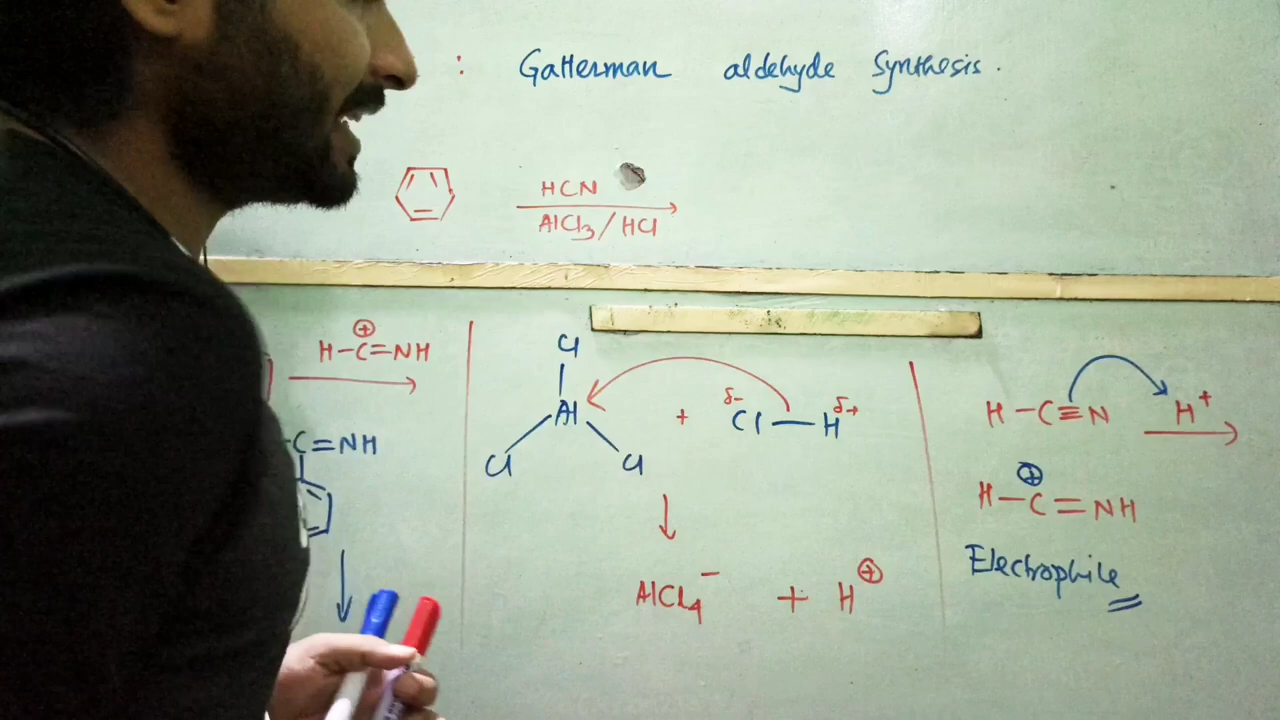 : Gatterman aldehyde Synthesis.
HCN
AlCl3/HCl
H-C⊕=NH
C=NH
Cl
Al
Cl Cl
+ δ- Cl—H δ+
↓
AlCl4⁻ + H⊕
H-C≡N H⁺
H-C⊕=NH
Electrophile